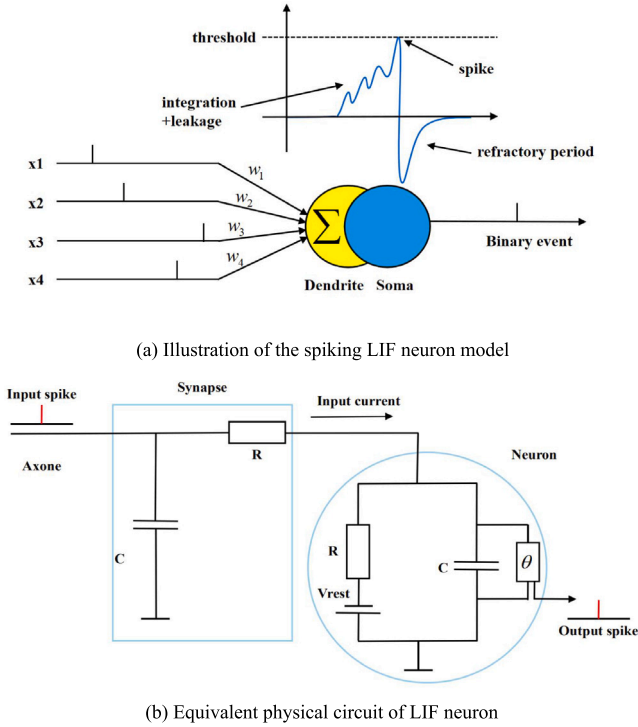 threshold
spike
integration
+leakage
refractory period
x1
x2
x3
x4
w1
w2
w3
w4
Σ
Dendrite
Soma
Binary event
(a) Illustration of the spiking LIF neuron model
Input spike
Axone
Synapse
R
C
Input current
Neuron
R
Vrest
C
θ
Output spike
(b) Equivalent physical circuit of LIF neuron